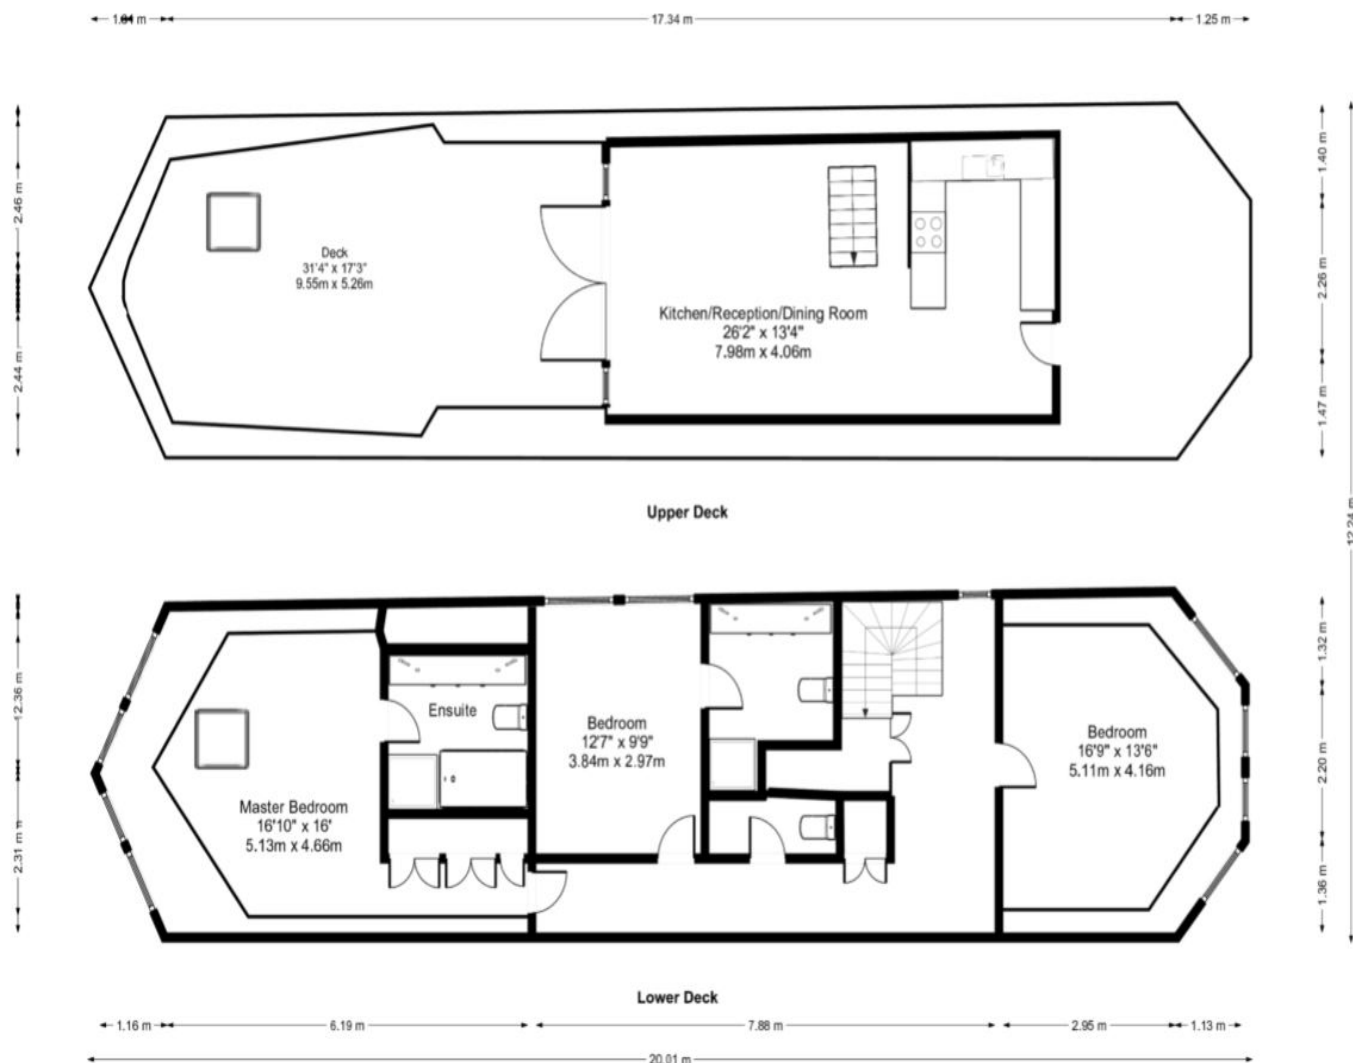 17.34 m
1.25 m
2.46 m
2.44 m
1.40 m
2.26 m
1.47 m
Deck
31'4" x 17'3"
9.55m x 5.26m
Kitchen/Reception/Dining Room
26'2" x 13'4"
7.98m x 4.06m
Upper Deck
12.36 m
2.31 m
1.32 m
2.20 m
1.36 m
Ensuite
Bedroom
12'7" x 9'9"
3.84m x 2.97m
Bedroom
16'9" x 13'6"
5.11m x 4.16m
Master Bedroom
16'10" x 16'
5.13m x 4.66m
Lower Deck
1.16 m
6.19 m
7.88 m
2.95 m
1.13 m
20.01 m